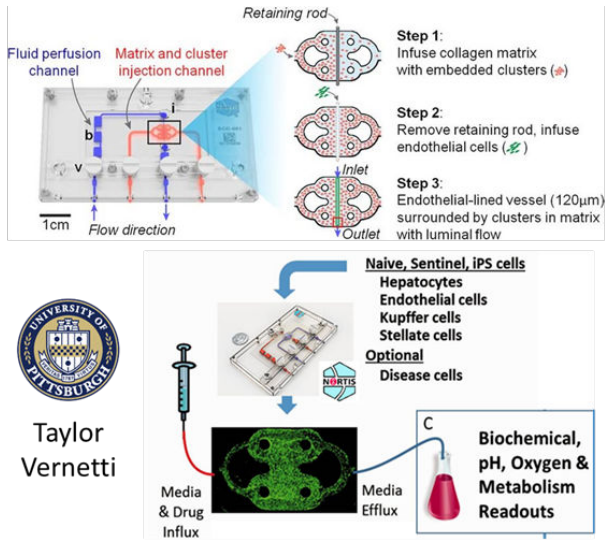 Retaining rod
Fluid perfusion
channel
Matrix and cluster
injection channel
i
b
v
1cm
Flow direction
Step 1:
Infuse collagen matrix
with embedded clusters ( )
Step 2:
Remove retaining rod, infuse
endothelial cells ( )
Inlet
Step 3:
Endothelial-lined vessel (120µm)
surrounded by clusters in matrix
with luminal flow
Outlet
UNIVERSITY OF
PITTSBURGH
Taylor
Vernetti
Naive, Sentinel, iPS cells
Hepatocytes
Endothelial cells
Kupffer cells
Stellate cells
Optional
Disease cells
NORTIS
Media
& Drug
Influx
Media
Efflux
C
Biochemical,
pH, Oxygen &
Metabolism
Readouts